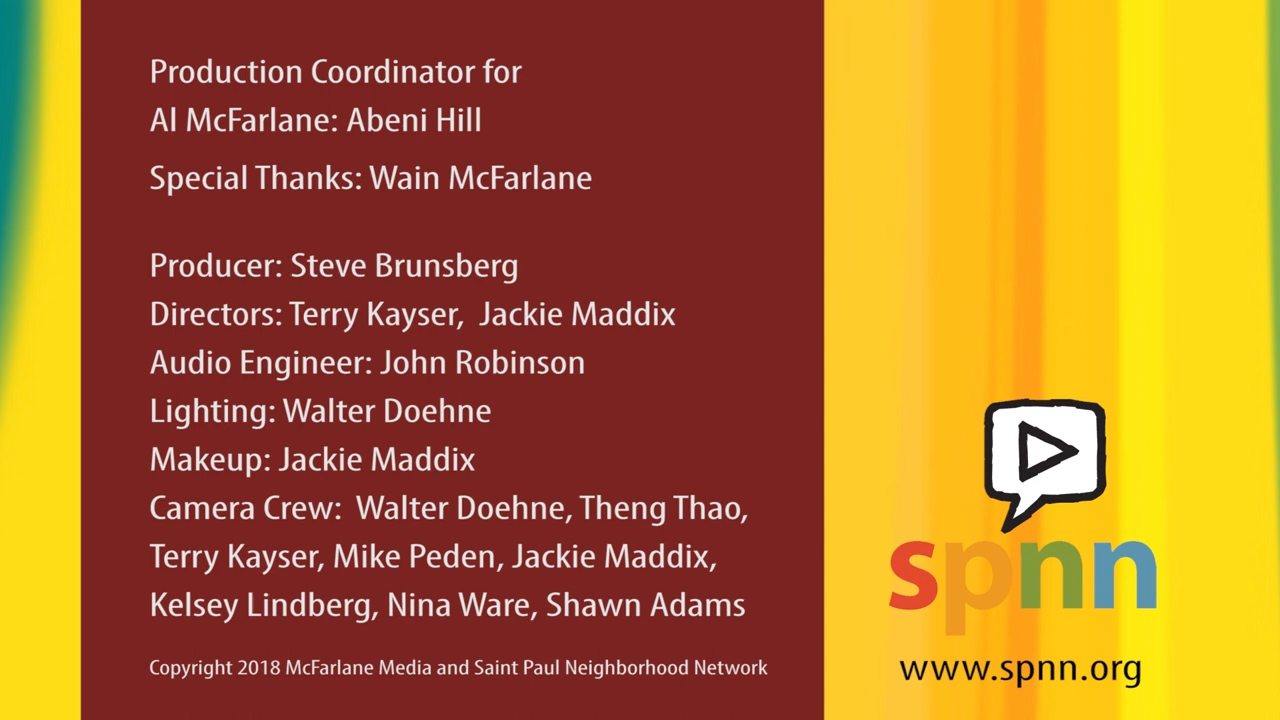 Production Coordinator for
Al McFarlane: Abeni Hill
Special Thanks: Wain McFarlane
Producer: Steve Brunsberg
Directors: Terry Kayser,  Jackie Maddix
Audio Engineer: John Robinson
Lighting: Walter Doehne
Makeup: Jackie Maddix
Camera Crew:  Walter Doehne, Theng Thao,
Terry Kayser, Mike Peden, Jackie Maddix,
Kelsey Lindberg, Nina Ware, Shawn Adams
Copyright 2018 McFarlane Media and Saint Paul Neighborhood Network
spnn
www.spnn.org